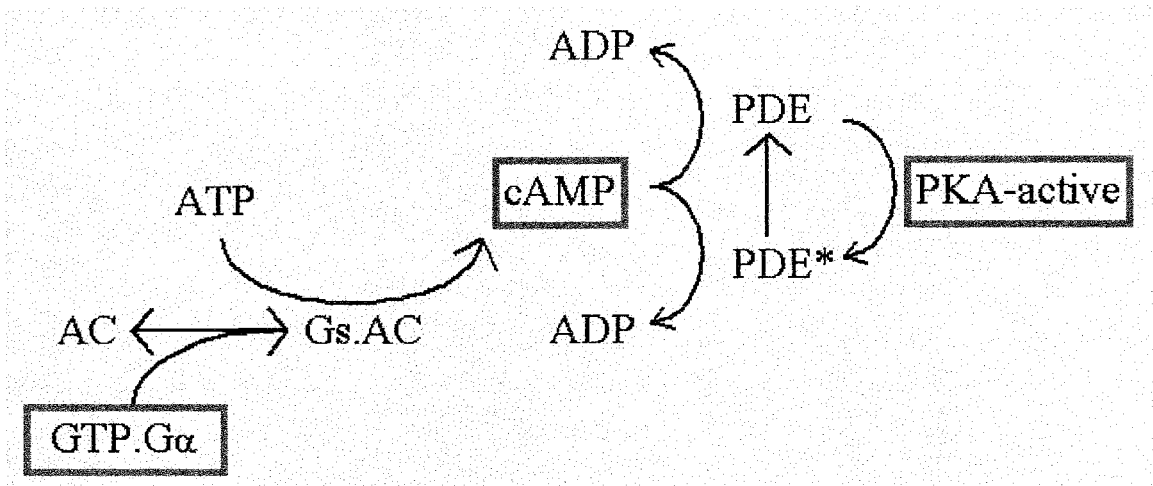 ADP
PDE
ATP
cAMP
PKA-active
PDE*
AC
Gs.AC
ADP
GTP.Gα